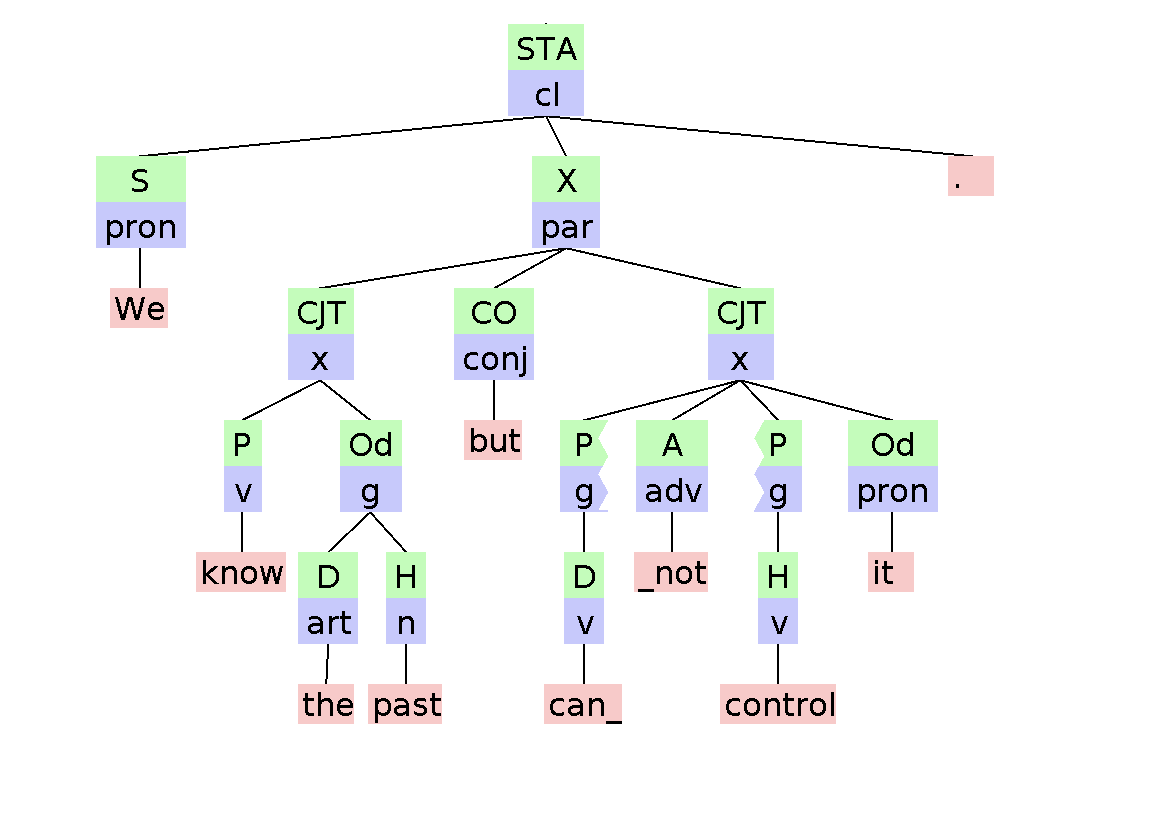 STA
cl
S X .
pron par
We CJT CO CJT
x conj x
P Od but P A P Od
v g g adv g pron
know D H D _not H it
art n v v
the past can_ control